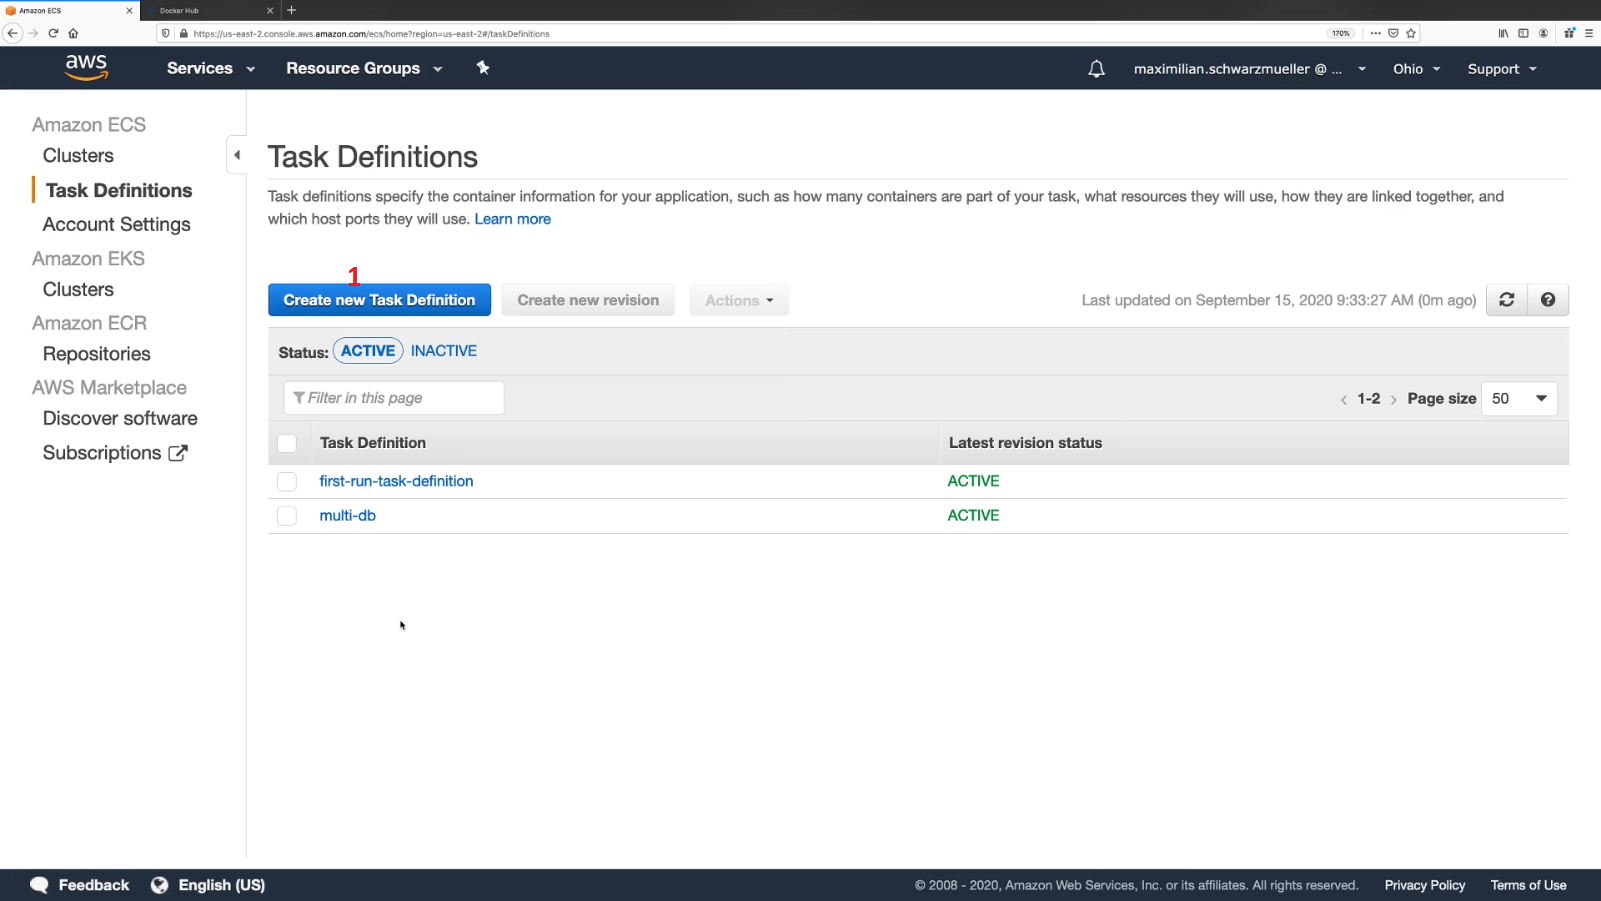 Amazon ECS
Docker Hub
https://us-east-2.console.aws.amazon.com/ecs/home?region=us-east-2#/taskDefinitions
170%
aws
Services
Resource Groups
maximilian.schwarzmueller @ ...
Ohio
Support
Amazon ECS
Clusters
Task Definitions
Account Settings
Amazon EKS
Clusters
Amazon ECR
Repositories
AWS Marketplace
Discover software
Subscriptions
Task Definitions
Task definitions specify the container information for your application, such as how many containers are part of your task, what resources they will use, how they are linked together, and
which host ports they will use. Learn more
1
Create new Task Definition
Create new revision
Actions
Last updated on September 15, 2020 9:33:27 AM (0m ago)
Status: ACTIVE INACTIVE
Filter in this page
1-2
Page size 50
Task Definition
Latest revision status
first-run-task-definition
ACTIVE
multi-db
ACTIVE
Feedback
English (US)
© 2008 - 2020, Amazon Web Services, Inc. or its affiliates. All rights reserved.
Privacy Policy
Terms of Use